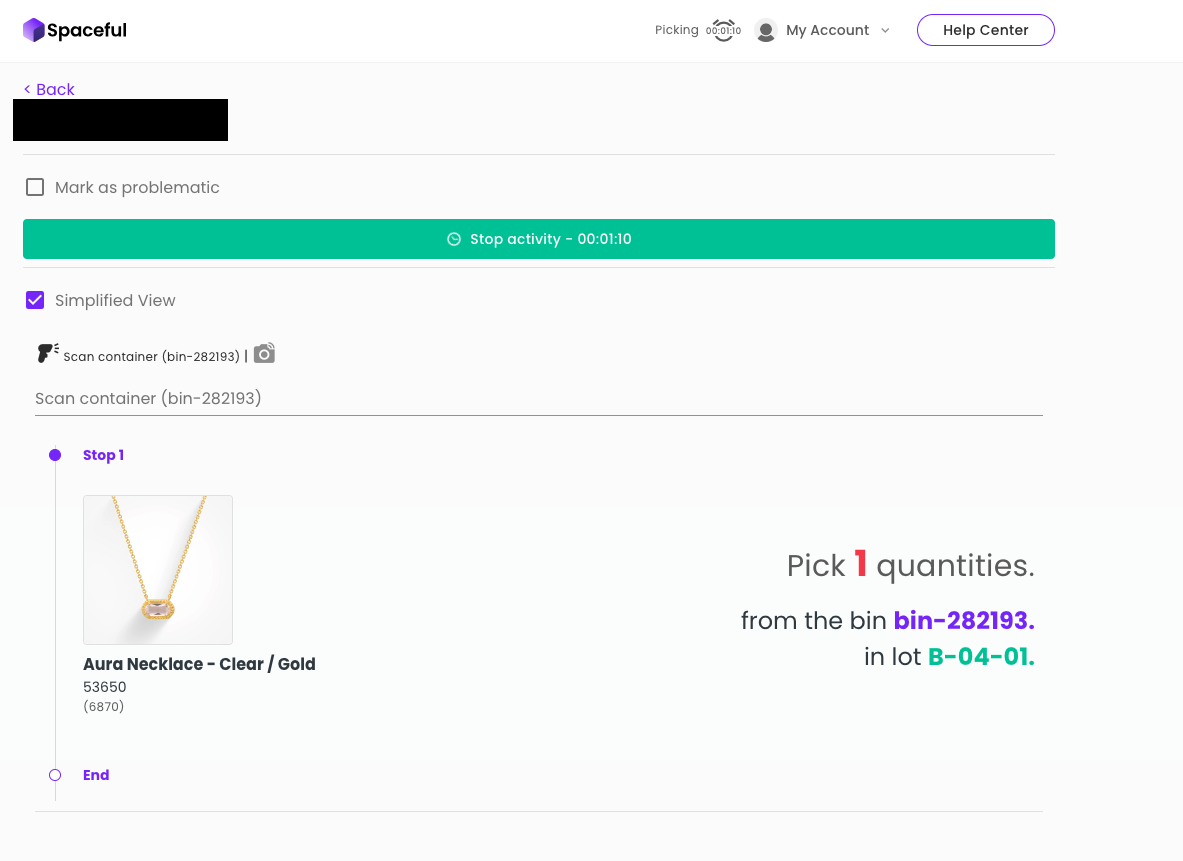 Spaceful
Picking 00:01:10 My Account Help Center
< Back
Mark as problematic
Stop activity - 00:01:10
Simplified View
Scan container (bin-282193) |
Scan container (bin-282193)
Stop 1
Pick 1 quantities.
from the bin bin-282193.
in lot B-04-01.
Aura Necklace - Clear / Gold
53650
(6870)
End